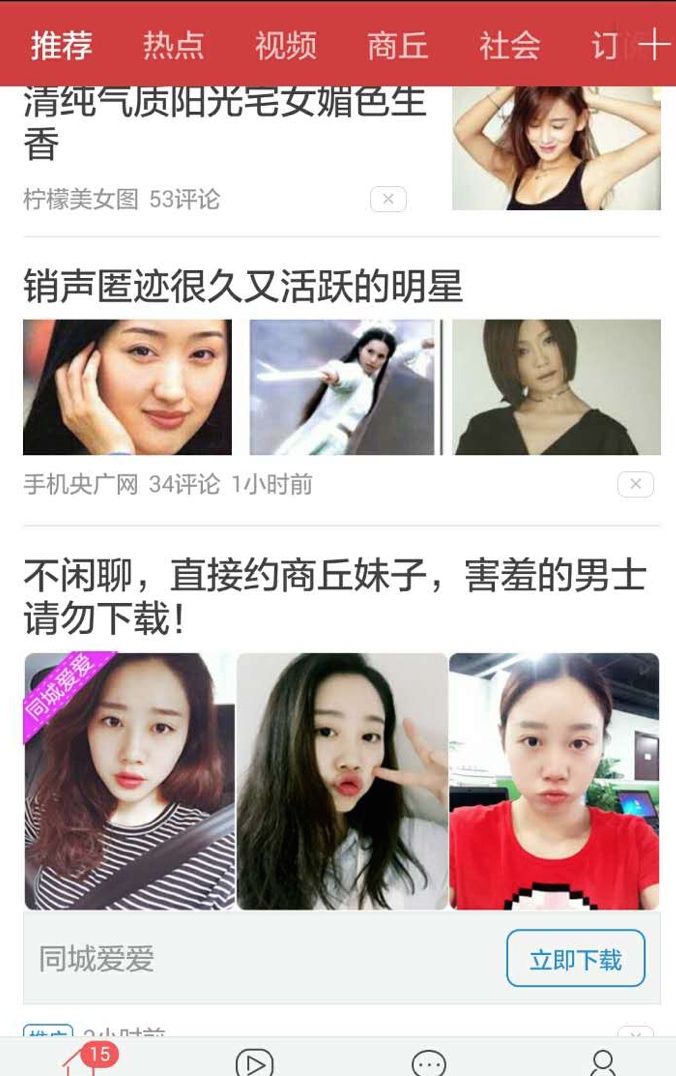 推荐 热点 视频 商丘 社会 订
清纯气质阳光宅女媚色生
香
柠檬美女图 53评论
销声匿迹很久又活跃的明星
手机央广网 34评论 1小时前
不闲聊，直接约商丘妹子，害羞的男士
请勿下载！
同城爱爱
同城爱爱
立即下载
推广 2小时前
15